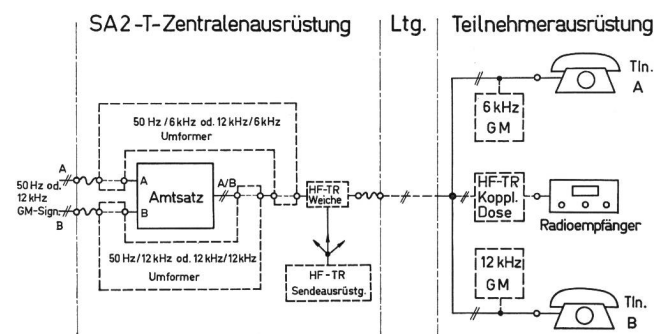 SA2-T-Zentralenausrüstung
Ltg.
Teilnehmerausrüstung
50 Hz / 6 kHz od. 12 kHz / 6 kHz
Umformer
A
50 Hz od.
12 kHz
GM-Sign.
B
A
B
Amtsatz
A/B
HF-TR
Weiche
50 Hz / 12 kHz od. 12 kHz / 12 kHz
Umformer
HF-TR
Sendeausrüstg.
6 kHz
GM
Tln.
A
HF-TR
Koppl.
Dose
Radioempfänger
12 kHz
GM
Tln.
B